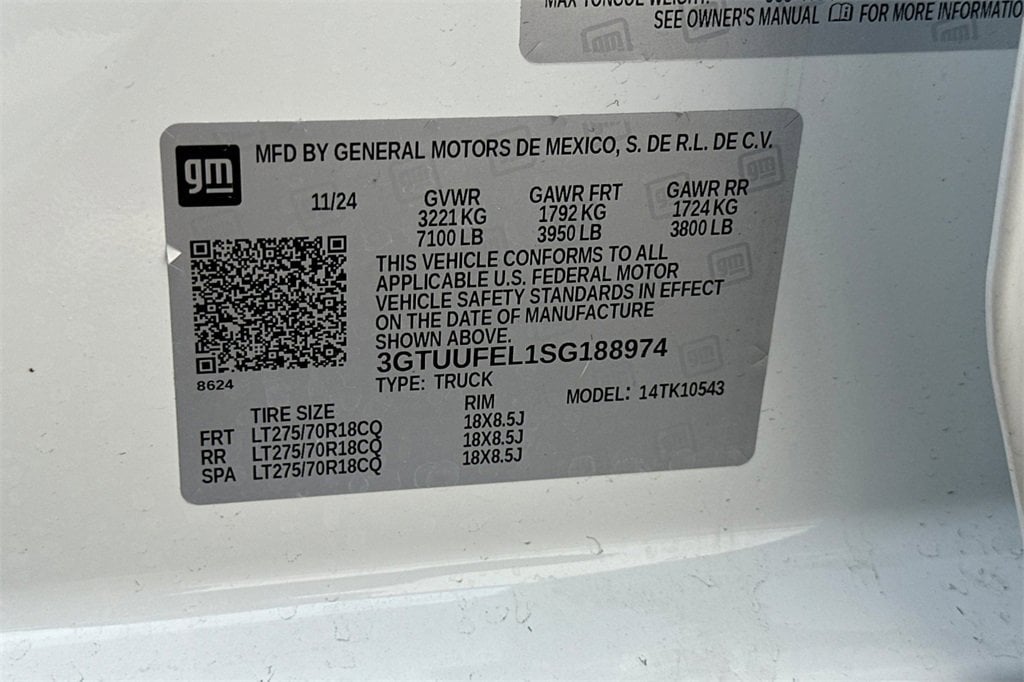 MAX TONGUE WEIGHT:
SEE OWNER'S MANUAL FOR MORE INFORMATIO
gm
MFD BY GENERAL MOTORS DE MEXICO, S. DE R.L. DE C.V.
11/24 GVWR GAWR FRT GAWR RR
3221 KG 1792 KG 1724 KG
7100 LB 3950 LB 3800 LB
THIS VEHICLE CONFORMS TO ALL
APPLICABLE U.S. FEDERAL MOTOR
VEHICLE SAFETY STANDARDS IN EFFECT
ON THE DATE OF MANUFACTURE
SHOWN ABOVE.
3GTUUFEL1SG188974
8624
TYPE: TRUCK MODEL: 14TK10543
TIRE SIZE RIM
FRT LT275/70R18CQ 18X8.5J
RR LT275/70R18CQ 18X8.5J
SPA LT275/70R18CQ 18X8.5J